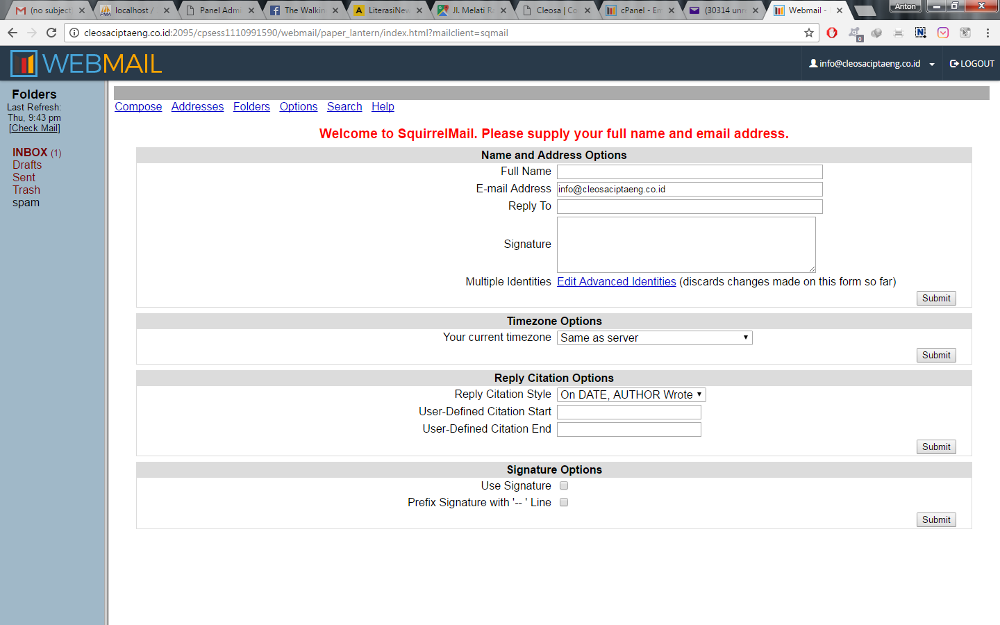 (no subject
localhost /
Panel Adm
The Walkin
LiterasiNew
Jl. Melati R
Cleosa | Co
cPanel - Em
(30314 unr
Webmail -
Anton
cleosaciptaeng.co.id:2095/cpsess1110991590/webmail/paper_lantern/index.html?mailclient=sqmail
WEBMAIL
info@cleosaciptaeng.co.id
LOGOUT
Folders
Last Refresh:
Thu, 9:43 pm
[Check Mail]
INBOX (1)
Drafts
Sent
Trash
spam
Compose Addresses Folders Options Search Help
Welcome to SquirrelMail. Please supply your full name and email address.
Name and Address Options
Full Name
E-mail Address info@cleosaciptaeng.co.id
Reply To
Signature
Multiple Identities Edit Advanced Identities (discards changes made on this form so far)
Submit
Timezone Options
Your current timezone Same as server
Submit
Reply Citation Options
Reply Citation Style On DATE, AUTHOR Wrote
User-Defined Citation Start
User-Defined Citation End
Submit
Signature Options
Use Signature
Prefix Signature with '-- ' Line
Submit